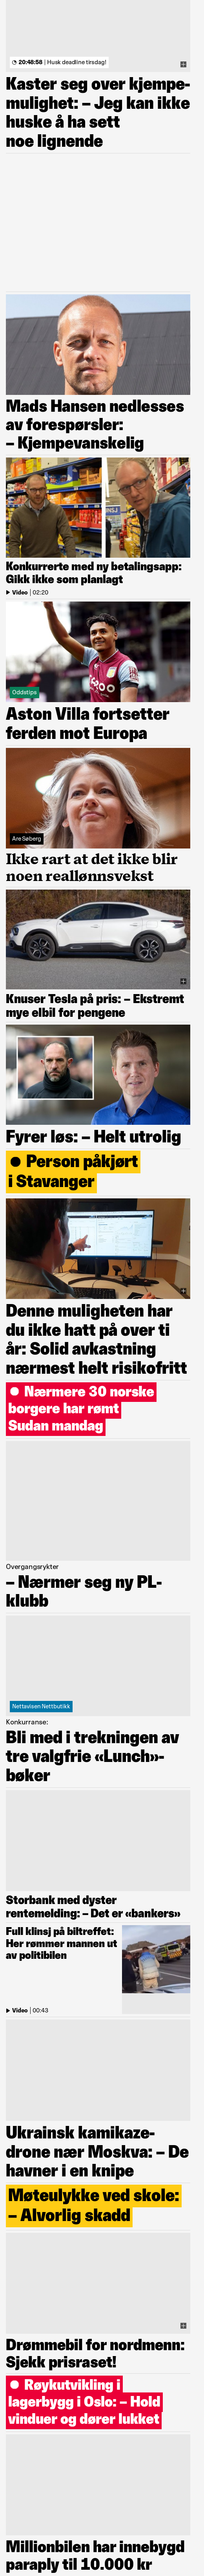 20:48:58 | Husk deadline tirsdag!
Kaster seg over kjempe-
mulighet: – Jeg kan ikke
huske å ha sett
noe lignende
Mads Hansen nedlesses
av forespørsler:
– Kjempevanskelig
Konkurrerte med ny betalingsapp:
Gikk ikke som planlagt
Video | 02:20
Oddstips
Aston Villa fortsetter
ferden mot Europa
Are Søberg
Ikke rart at det ikke blir
noen reallønnsvekst
Knuser Tesla på pris: – Ekstremt
mye elbil for pengene
Fyrer løs: – Helt utrolig
Person påkjørt
i Stavanger
Denne muligheten har
du ikke hatt på over ti
år: Solid avkastning
nærmest helt risikofritt
Nærmere 30 norske
borgere har rømt
Sudan mandag
Overgangsrykter
– Nærmer seg ny PL-
klubb
Nettavisen Nettbutikk
Konkurranse:
Bli med i trekningen av
tre valgfrie «Lunch»-
bøker
Storbank med dyster
rentemelding: – Det er «bankers»
Full klinsj på biltreffet:
Her rømmer mannen ut
av politibilen
Video | 00:43
Ukrainsk kamikaze-
drone nær Moskva: – De
havner i en knipe
Møteulykke ved skole:
– Alvorlig skadd
Drømmebil for nordmenn:
Sjekk prisraset!
Røykutvikling i
lagerbygg i Oslo: – Hold
vinduer og dører lukket
Millionbilen har innebygd
paraply til 10.000 kr